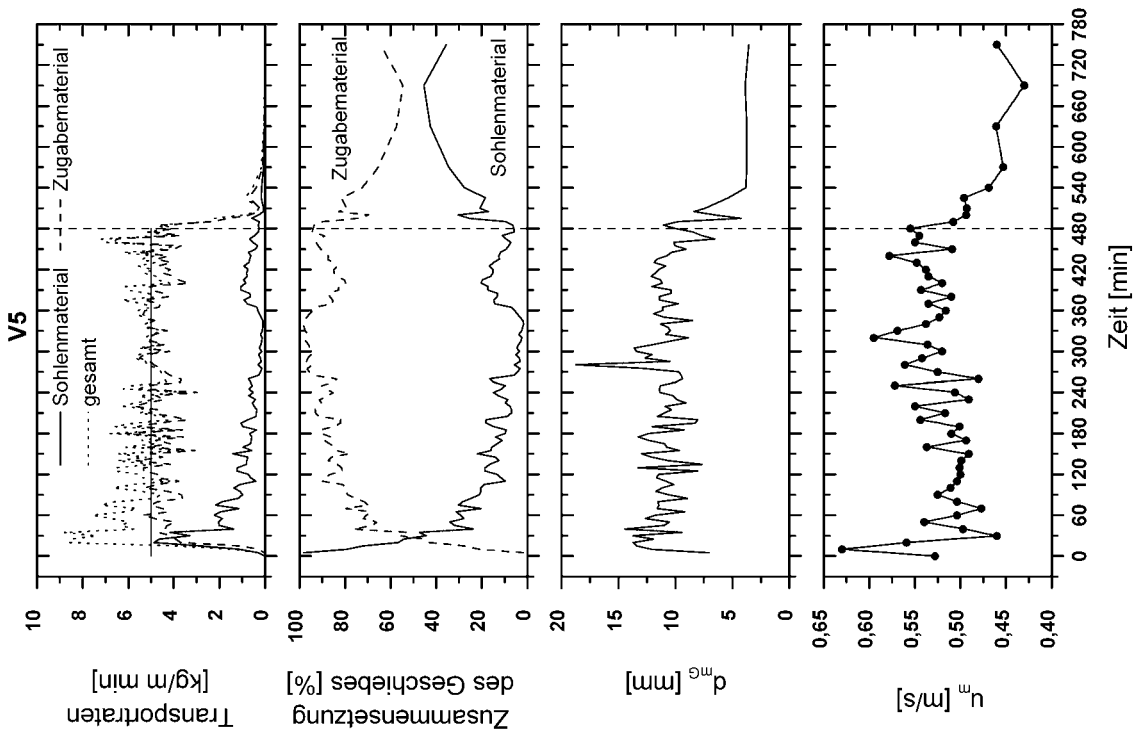 V5
Sohlenmaterial
Zugabematerial
gesamt
10
8
6
4
2
0
Transportraten
[kg/m min]
Zugabematerial
Sohlenmaterial
100
80
60
40
20
0
Zusammensetzung
des Geschiebes [%]
20
15
10
5
0
dmG [mm]
0,65
0,60
0,55
0,50
0,45
0,40
um [m/s]
0 60 120 180 240 300 360 420 480 540 600 660 720 780
Zeit [min]